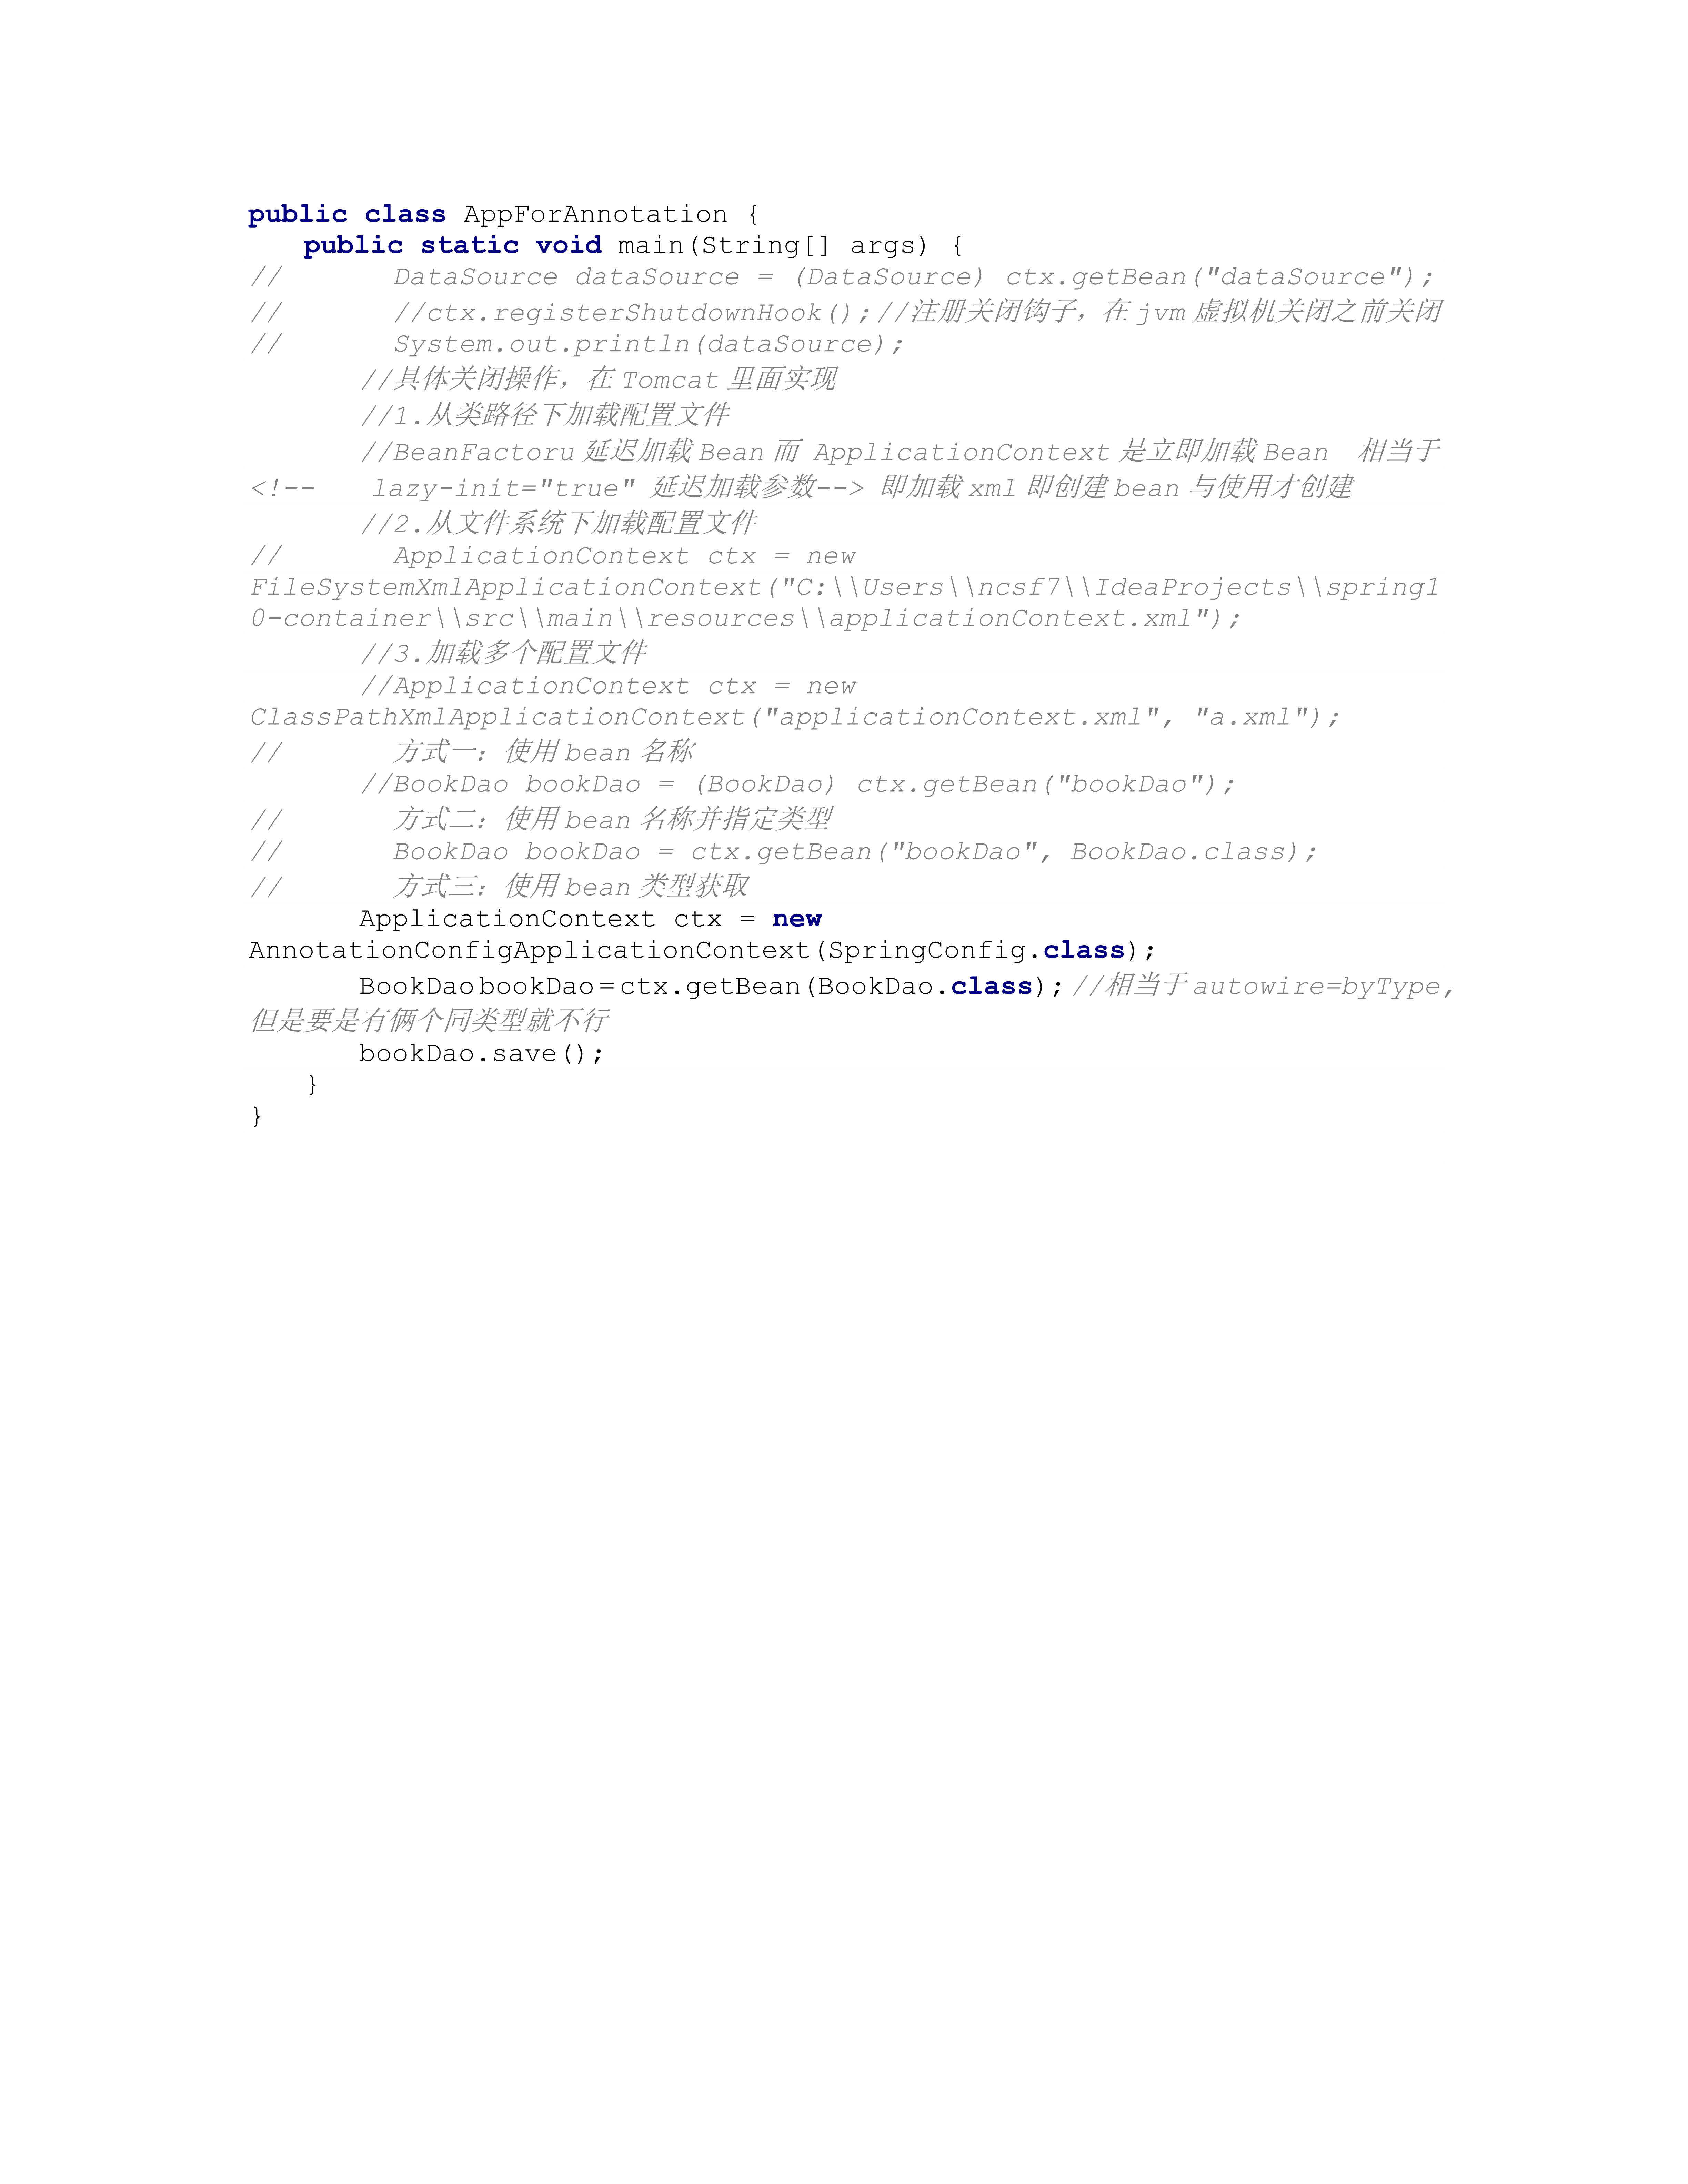 public class AppForAnnotation {
    public static void main(String[] args) {
//        DataSource dataSource = (DataSource) ctx.getBean("dataSource");
//        //ctx.registerShutdownHook();//注册关闭钩子，在 jvm 虚拟机关闭之前关闭
//        System.out.println(dataSource);
        //具体关闭操作，在 Tomcat 里面实现
        //1.从类路径下加载配置文件
        //BeanFactoru 延迟加载 Bean 而 ApplicationContext 是立即加载 Bean  相当于
<!--    lazy-init="true" 延迟加载参数--> 即加载 xml 即创建 bean 与使用才创建
        //2.从文件系统下加载配置文件
//        ApplicationContext ctx = new
FileSystemXmlApplicationContext("C:\\Users\\ncsf7\\IdeaProjects\\spring1
0-container\\src\\main\\resources\\applicationContext.xml");
        //3.加载多个配置文件
        //ApplicationContext ctx = new
ClassPathXmlApplicationContext("applicationContext.xml", "a.xml");
//        方式一：使用 bean 名称
        //BookDao bookDao = (BookDao) ctx.getBean("bookDao");
//        方式二：使用 bean 名称并指定类型
//        BookDao bookDao = ctx.getBean("bookDao", BookDao.class);
//        方式三：使用 bean 类型获取
        ApplicationContext ctx = new
AnnotationConfigApplicationContext(SpringConfig.class);
        BookDao bookDao = ctx.getBean(BookDao.class); //相当于 autowire=byType,
但是要是有俩个同类型就不行
        bookDao.save();
    }
}